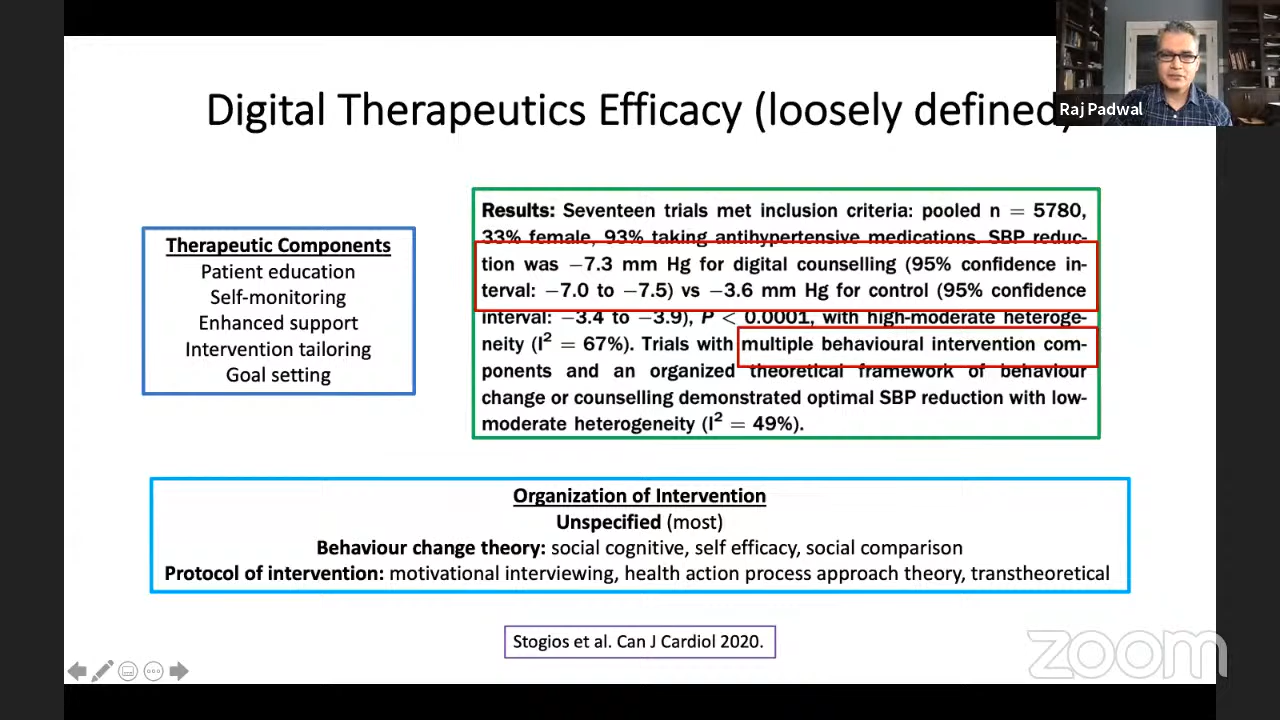 Digital Therapeutics Efficacy (loosely defined)
Raj Padwal
Therapeutic Components
Patient education
Self-monitoring
Enhanced support
Intervention tailoring
Goal setting
Results: Seventeen trials met inclusion criteria: pooled n = 5780,
33% female, 93% taking antihypertensive medications. SBP reduc-
tion was −7.3 mm Hg for digital counselling (95% confidence in-
terval: −7.0 to −7.5) vs −3.6 mm Hg for control (95% confidence
interval: −3.4 to −3.9), P < 0.0001, with high-moderate heteroge-
neity (I² = 67%). Trials with multiple behavioural intervention com-
ponents and an organized theoretical framework of behaviour
change or counselling demonstrated optimal SBP reduction with low-
moderate heterogeneity (I² = 49%).
Organization of Intervention
Unspecified (most)
Behaviour change theory: social cognitive, self efficacy, social comparison
Protocol of intervention: motivational interviewing, health action process approach theory, transtheoretical
Stogios et al. Can J Cardiol 2020.
zoom